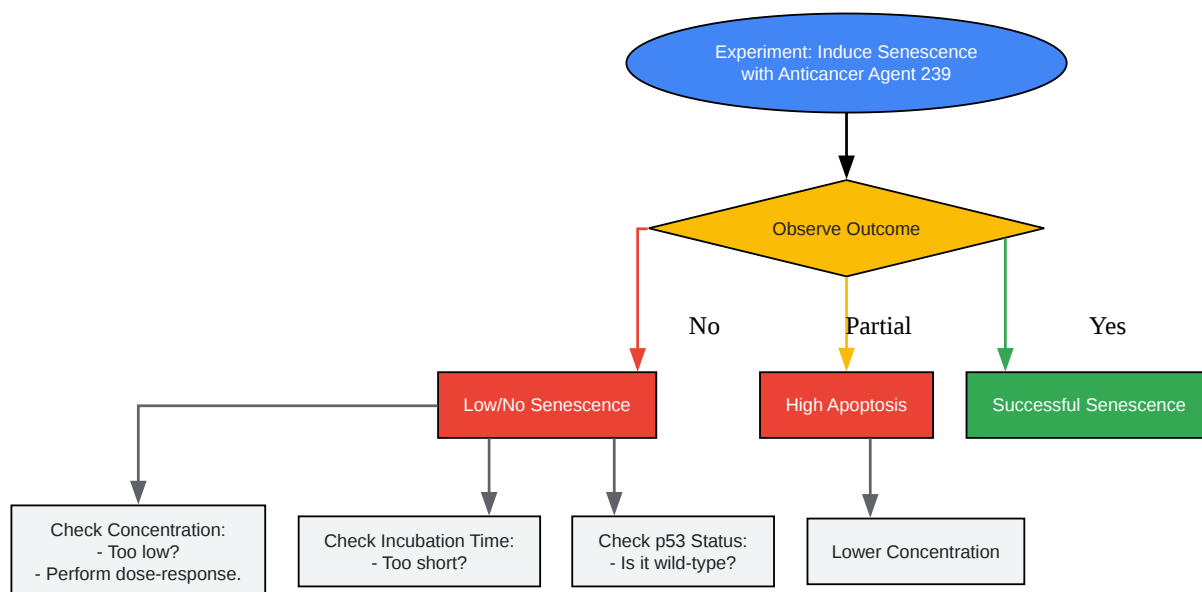 Experiment: Induce Senescence
with Anticancer Agent 239
Observe Outcome
No
Partial
Yes
Low/No Senescence
High Apoptosis
Successful Senescence
Check Concentration:
- Too low?
- Perform dose-response.
Check Incubation Time:
- Too short?
Check p53 Status:
- Is it wild-type?
Lower Concentration